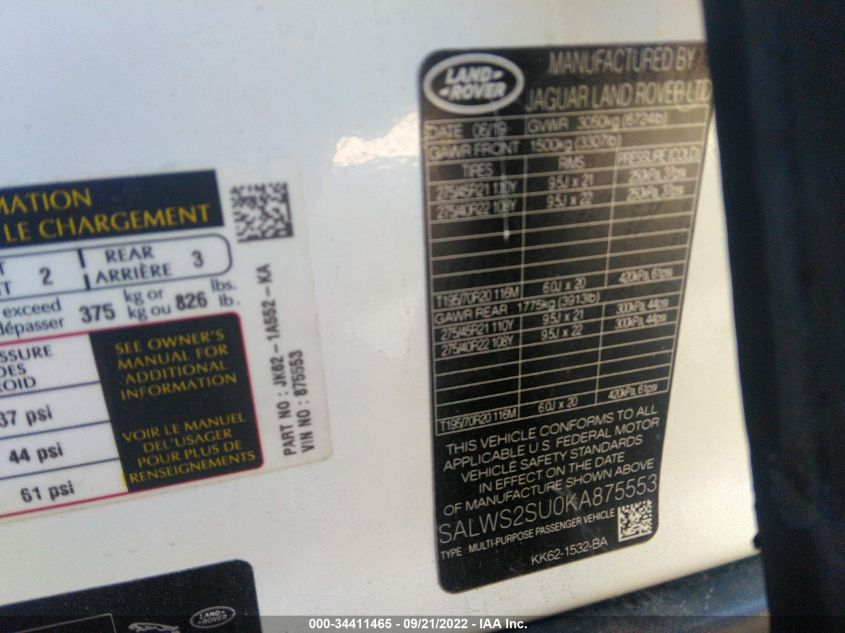 MATION
LE CHARGEMENT
2 REAR ARRIÈRE 3
exceed
dépasser 375 kg or kg ou 826 lbs. lb.
SSURE
DES
ROID
37 psi
44 psi
61 psi
SEE OWNER'S
MANUAL FOR
ADDITIONAL
INFORMATION
VOIR LE MANUEL
DEL'USAGER
POUR PLUS DE
RENSEIGNEMENTS
PART NO : JK62-1A552-KA
VIN NO : 875553
LAND ROVER
MANUFACTURED BY
JAGUAR LAND ROVER LTD
DATE 06/19 GVWR 3050kg (6724lb)
GAWR FRONT 1500kg (3307lb)
TIRES RIMS PRESSURE (COLD)
275/45R21 110Y 9.5J x 21 250kPa, 33psi
275/40R22 108Y 9.5J x 22 250kPa, 33psi
T195/70R20 116M 6.0J x 20 420kPa, 61psi
GAWR REAR 1775kg (3913lb)
275/45R21 110Y 9.5J x 21 300kPa, 44psi
275/40R22 108Y 9.5J x 22 300kPa, 44psi
T195/70R20 116M 6.0J x 20 420kPa, 61psi
THIS VEHICLE CONFORMS TO ALL
APPLICABLE U.S. FEDERAL MOTOR
VEHICLE SAFETY STANDARDS
IN EFFECT ON THE DATE
OF MANUFACTURE SHOWN ABOVE
SALWS2SU0KA875553
TYPE MULTI-PURPOSE PASSENGER VEHICLE
KK62-1532-BA
LAND ROVER
000-34411465 - 09/21/2022 - IAA Inc.